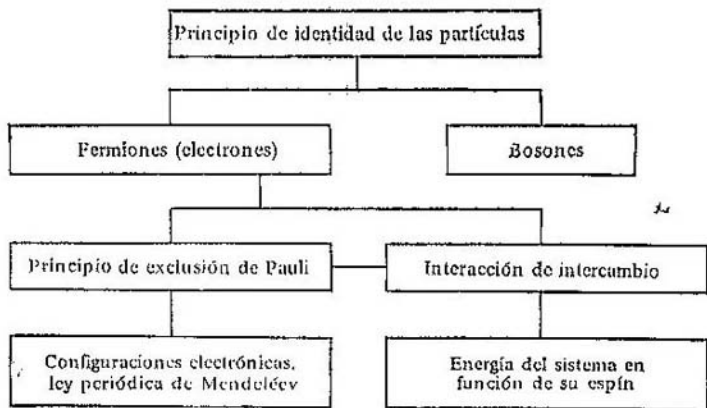 Principio de identidad de las partículas
Fermiones (electrones)
Bosones
Principio de exclusión de Pauli
Interacción de intercambio
Configuraciones electrónicas,
ley periódica de Mendeléev
Energía del sistema en
función de su espín